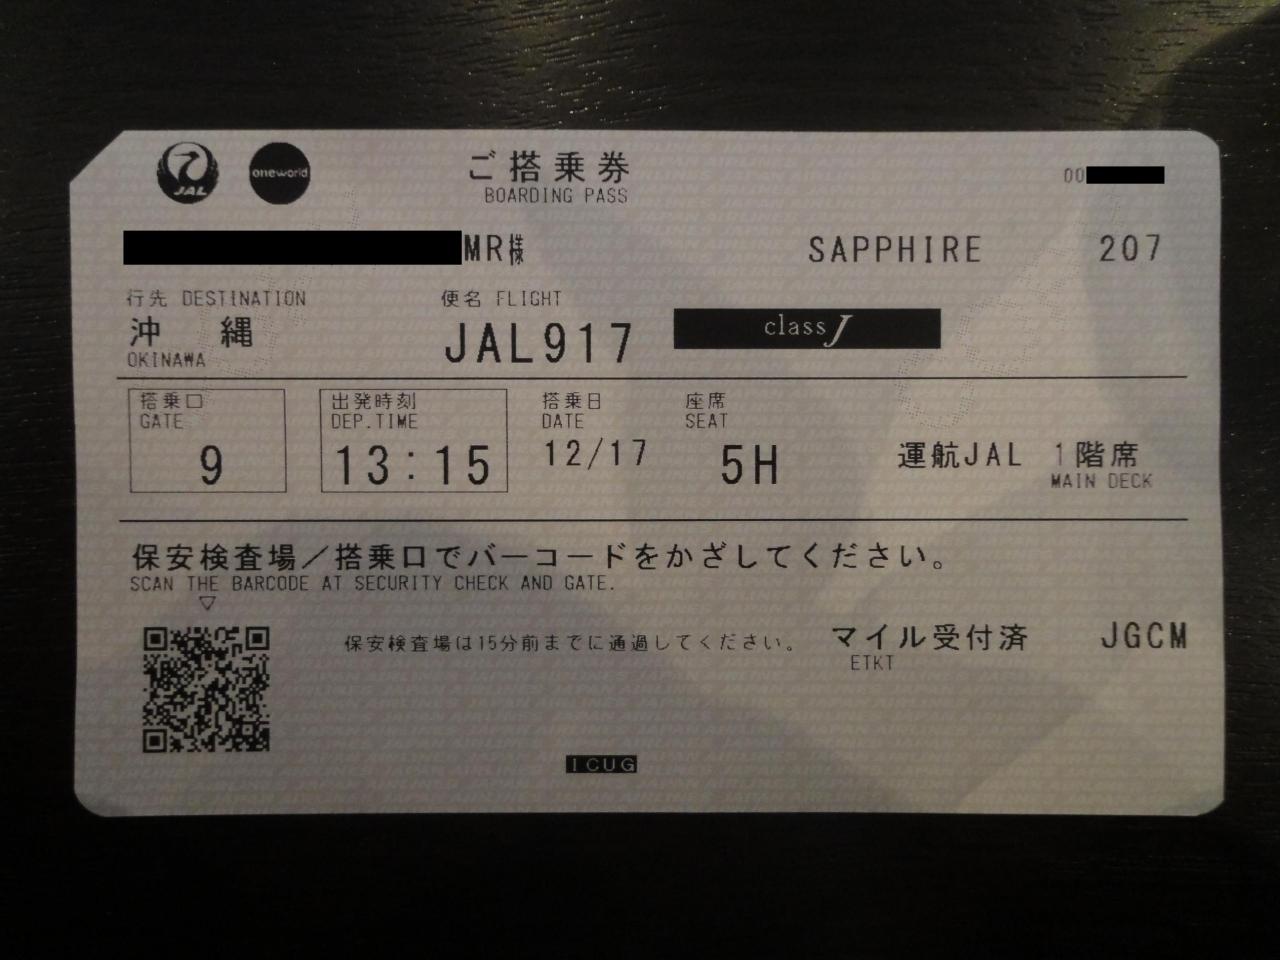 JAL
oneworld
ご搭乗券
BOARDING PASS
00
MR様
SAPPHIRE
207
行先 DESTINATION
沖縄
OKINAWA
便名 FLIGHT
JAL917
class J
搭乗口
GATE
9
出発時刻
DEP.TIME
13:15
搭乗日
DATE
12/17
座席
SEAT
5H
運航JAL
1階席
MAIN DECK
保安検査場／搭乗口でバーコードをかざしてください。
SCAN THE BARCODE AT SECURITY CHECK AND GATE.
保安検査場は15分前までに通過してください。
マイル受付済
ETKT
JGCM
ICUG